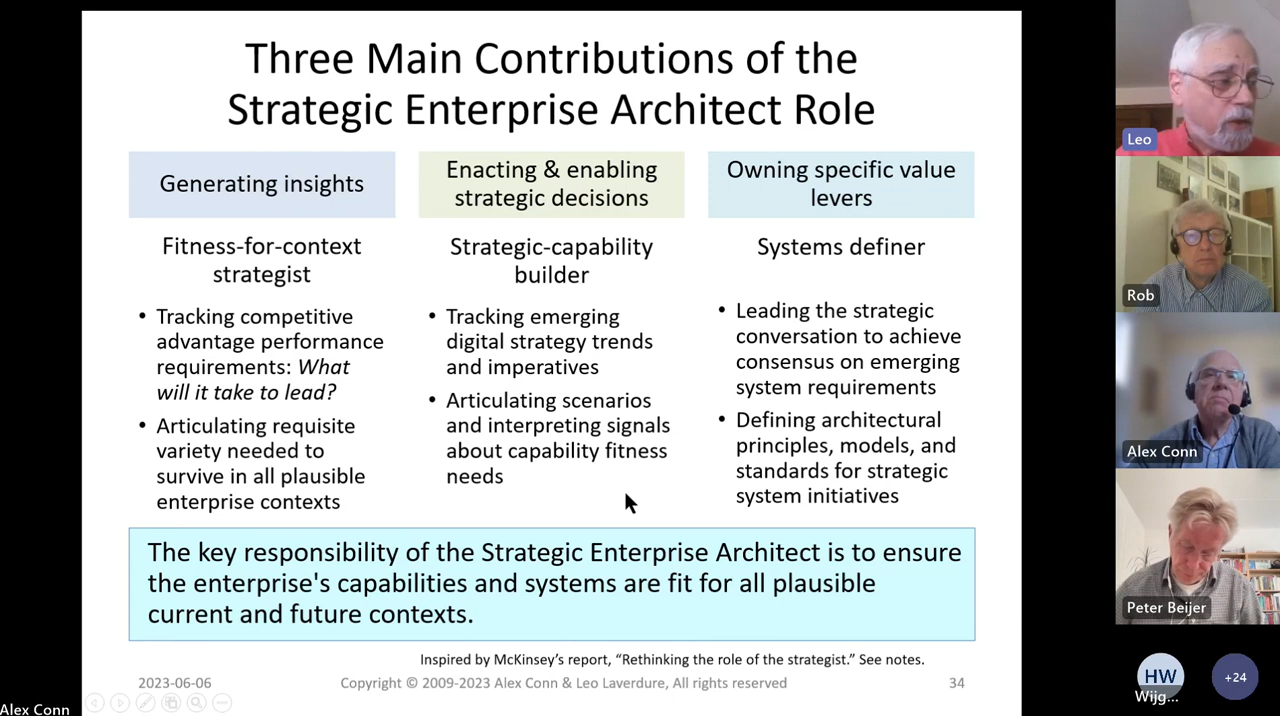 Three Main Contributions of the
Strategic Enterprise Architect Role
Generating insights
Fitness-for-context
strategist
• Tracking competitive
advantage performance
requirements: What
will it take to lead?
• Articulating requisite
variety needed to
survive in all plausible
enterprise contexts
Enacting & enabling
strategic decisions
Strategic-capability
builder
• Tracking emerging
digital strategy trends
and imperatives
• Articulating scenarios
and interpreting signals
about capability fitness
needs
Owning specific value
levers
Systems definer
• Leading the strategic
conversation to achieve
consensus on emerging
system requirements
• Defining architectural
principles, models, and
standards for strategic
system initiatives
The key responsibility of the Strategic Enterprise Architect is to ensure
the enterprise's capabilities and systems are fit for all plausible
current and future contexts.
Inspired by McKinsey’s report, “Rethinking the role of the strategist.” See notes.
2023-06-06
Copyright © 2009-2023 Alex Conn & Leo Laverdure, All rights reserved
34
Alex Conn
Leo
Rob
Alex Conn
Peter Beijer
HW
Wijg...
+24